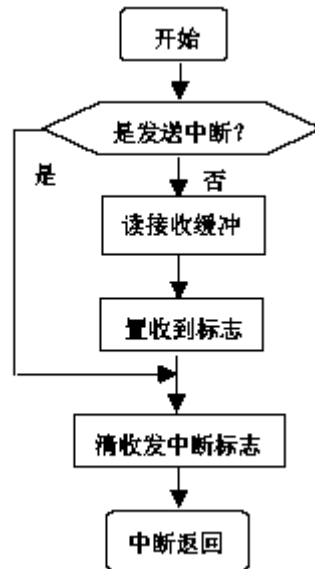 开始
是发送中断?
是
否
读接收缓冲
置收到标志
清收发中断标志
中断返回